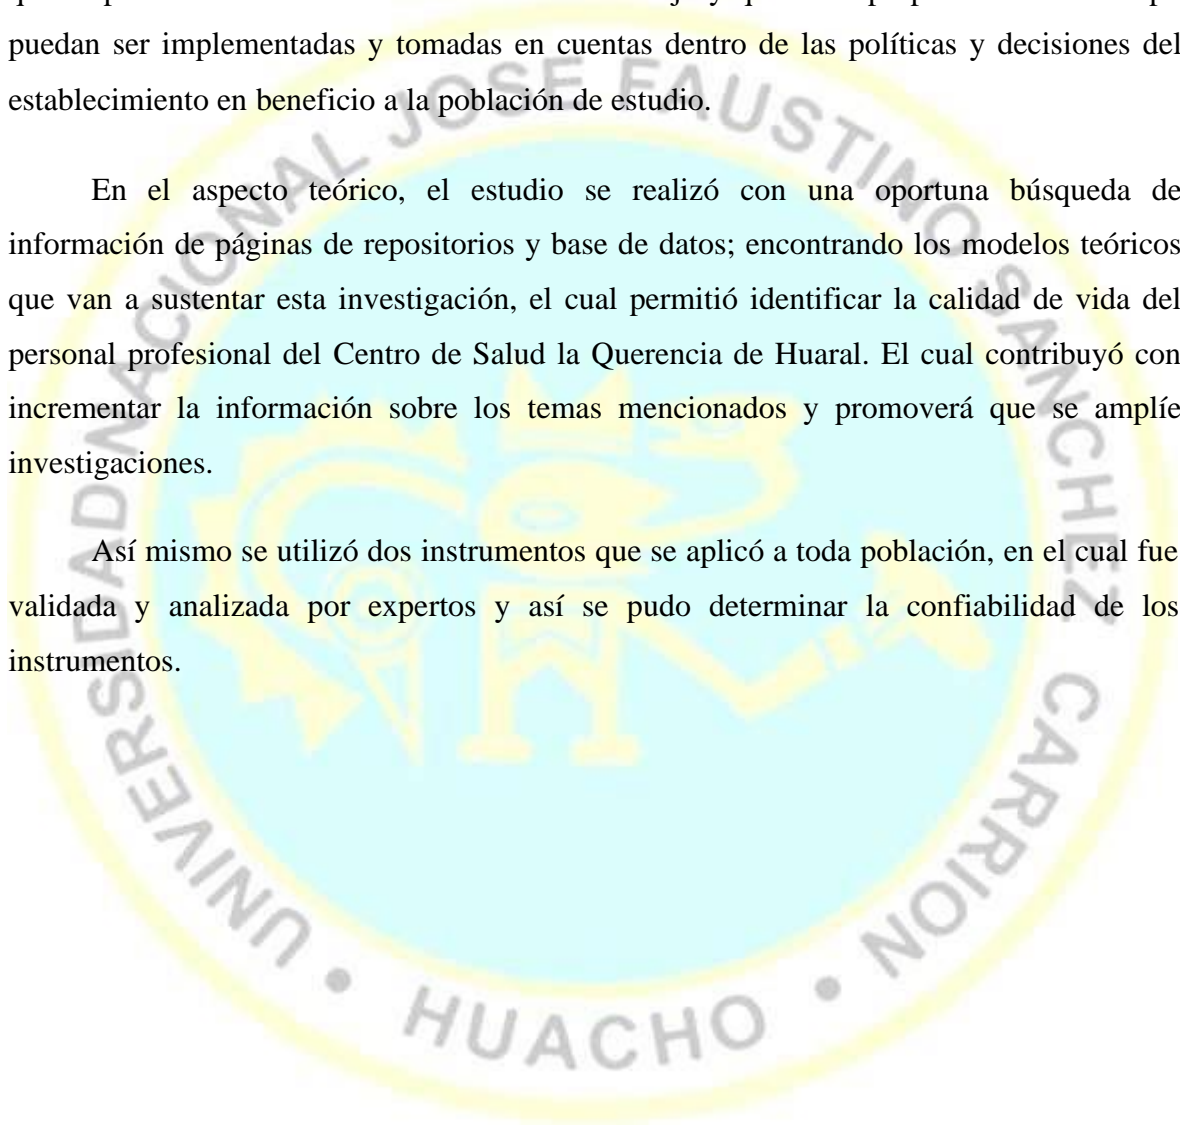 puedan ser implementadas y tomadas en cuentas dentro de las políticas y decisiones del
establecimiento en beneficio a la población de estudio.
En el aspecto teórico, el estudio se realizó con una oportuna búsqueda de
información de páginas de repositorios y base de datos; encontrando los modelos teóricos
que van a sustentar esta investigación, el cual permitió identificar la calidad de vida del
personal profesional del Centro de Salud la Querencia de Huaral. El cual contribuyó con
incrementar la información sobre los temas mencionados y promoverá que se amplíe
investigaciones.
Así mismo se utilizó dos instrumentos que se aplicó a toda población, en el cual fue
validada y analizada por expertos y así se pudo determinar la confiabilidad de los
instrumentos.
UNIVERSIDAD NACIONAL JOSE FAUSTINO SANCHEZ CARRION
• HUACHO •